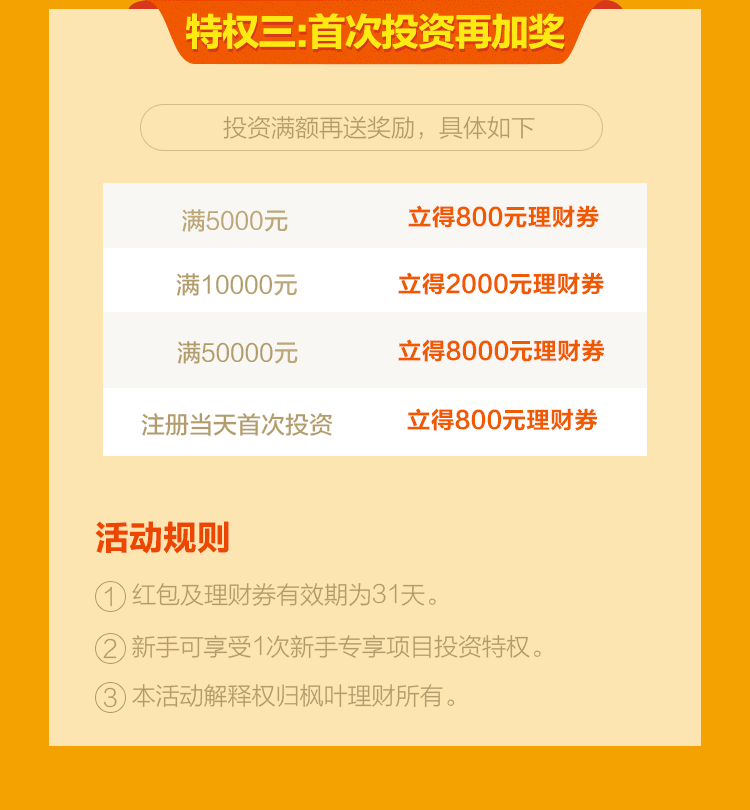 特权三:首次投资再加奖
投资满额再送奖励，具体如下
满5000元 立得800元理财券
满10000元 立得2000元理财券
满50000元 立得8000元理财券
注册当天首次投资 立得800元理财券
活动规则
① 红包及理财券有效期为31天。
② 新手可享受1次新手专享项目投资特权。
③ 本活动解释权归枫叶理财所有。